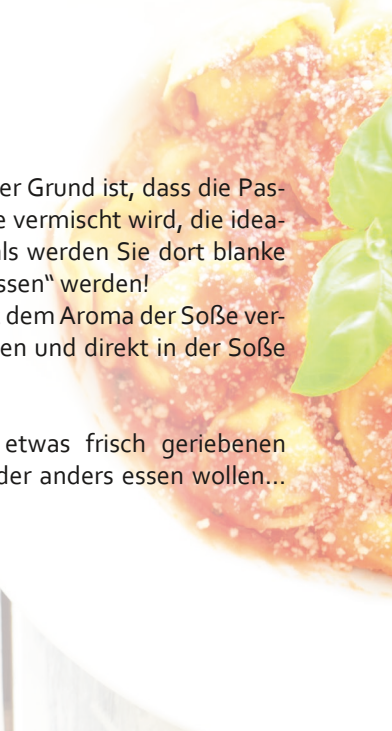 er Grund ist, dass die Pas-
e vermischt wird, die idea-
als werden Sie dort blanke
ssen“ werden!
dem Aroma der Soße ver-
en und direkt in der Soße
etwas frisch geriebenen
der anders essen wollen...